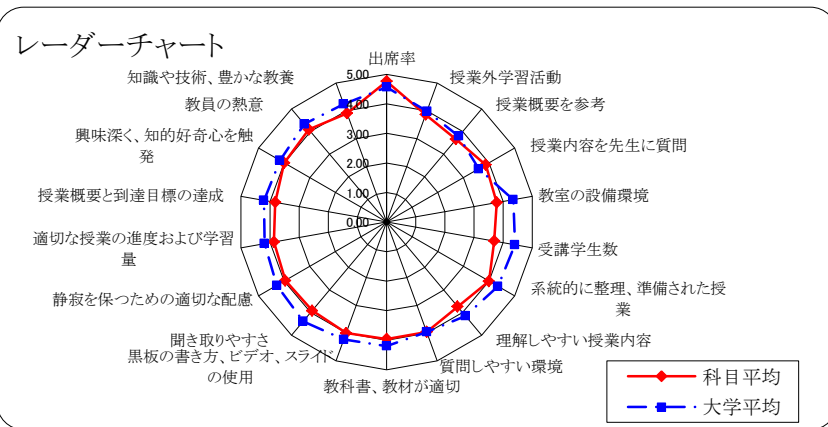 レーダーチャート
出席率
授業外学習活動
授業概要を参考
授業内容を先生に質問
教室の設備環境
受講学生数
系統的に整理、準備された授
業
理解しやすい授業内容
質問しやすい環境
教科書、教材が適切
黒板の書き方、ビデオ、スライド
の使用
聞き取りやすさ
静寂を保つための適切な配慮
適切な授業の進度および学習
量
授業概要と到達目標の達成
興味深く、知的好奇心を触
発
教員の熱意
知識や技術、豊かな教養
5.00
4.00
3.00
2.00
1.00
0.00
科目平均
大学平均